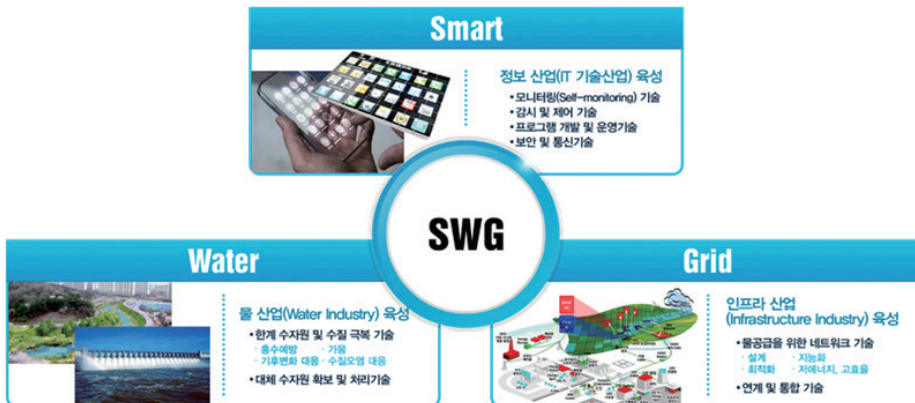 Smart
정보 산업(IT 기술산업) 육성
• 모니터링(Self-monitoring) 기술
• 감시 및 제어 기술
• 프로그램 개발 및 운영기술
• 보안 및 통신기술
SWG
Water
물 산업(Water Industry) 육성
• 한계 수자원 및 수질 극복 기술
· 홍수예방 · 가뭄
· 기후변화 대응 · 수질오염 대응
• 대체 수자원 확보 및 처리기술
Grid
인프라 산업
(Infrastructure Industry) 육성
• 물공급을 위한 네트워크 기술
· 설계 · 지능화
· 최적화 · 저에너지, 고효율
• 연계 및 통합 기술